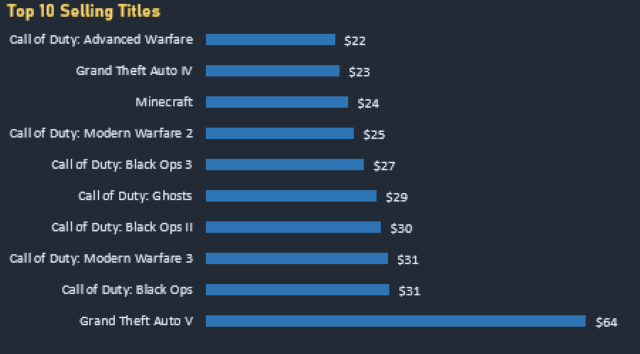 Top 10 Selling Titles
Call of Duty: Advanced Warfare $22
Grand Theft Auto IV $23
Minecraft $24
Call of Duty: Modern Warfare 2 $25
Call of Duty: Black Ops 3 $27
Call of Duty: Ghosts $29
Call of Duty: Black Ops II $30
Call of Duty: Modern Warfare 3 $31
Call of Duty: Black Ops $31
Grand Theft Auto V $64